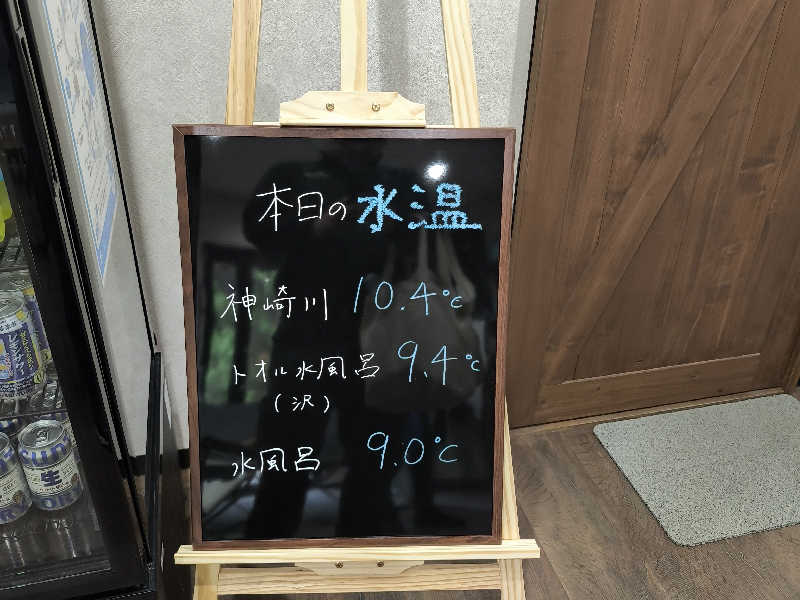 本日の水温
神崎川 10.4℃
トオル水風呂 9.4℃
(沢)
水風呂 9.0℃
生